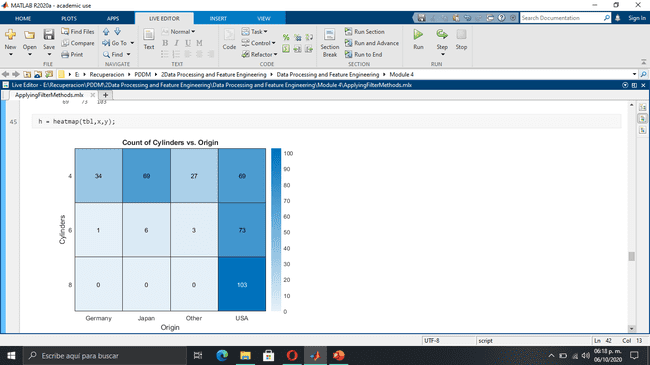 MATLAB R2020a - academic use
HOME PLOTS APPS LIVE EDITOR INSERT VIEW
Search Documentation
Sign In
New Open Save
Find Files
Compare
Print
Go To
Find
Text
Normal
B I U M
Code
Task
Control
Refactor
Section Break
Run Section
Run and Advance
Run to End
Run Step Stop
FILE NAVIGATE TEXT CODE SECTION RUN
E: Recuperacion PDDM 2Data Processing and Feature Engineering Data Processing and Feature Engineering Module 4
Live Editor - E:\Recuperacion\PDDM\2Data Processing and Feature Engineering\Data Processing and Feature Engineering\Module 4\ApplyingFilterMethods.mlx
ApplyingFilterMethods.mlx
69 73 103
45 h = heatmap(tbl,x,y);
Count of Cylinders vs. Origin
4 34 69 27 69
6 1 6 3 73
8 0 0 0 103
Cylinders
Germany Japan Other USA
Origin
100
90
80
70
60
50
40
30
20
10
0
UTF-8 script Ln 42 Col 13
Escribe aquí para buscar
06:18 p. m.
06/10/2020